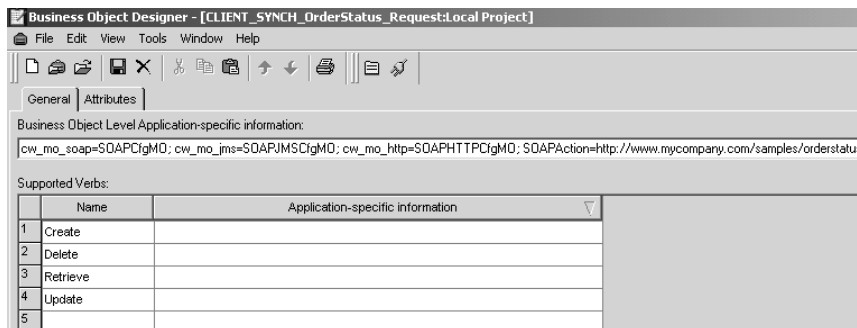 Business Object Designer - [CLIENT_SYNCH_OrderStatus_Request:Local Project]
File Edit View Tools Window Help
General Attributes
Business Object Level Application-specific information:
cw_mo_soap=SOAPCfgMO; cw_mo_jms=SOAPJMSCfgMO; cw_mo_http=SOAPHTTPCfgMO; SOAPAction=http://www.mycompany.com/samples/orderstatu
Supported Verbs:
Name Application-specific information
1 Create
2 Delete
3 Retrieve
4 Update
5